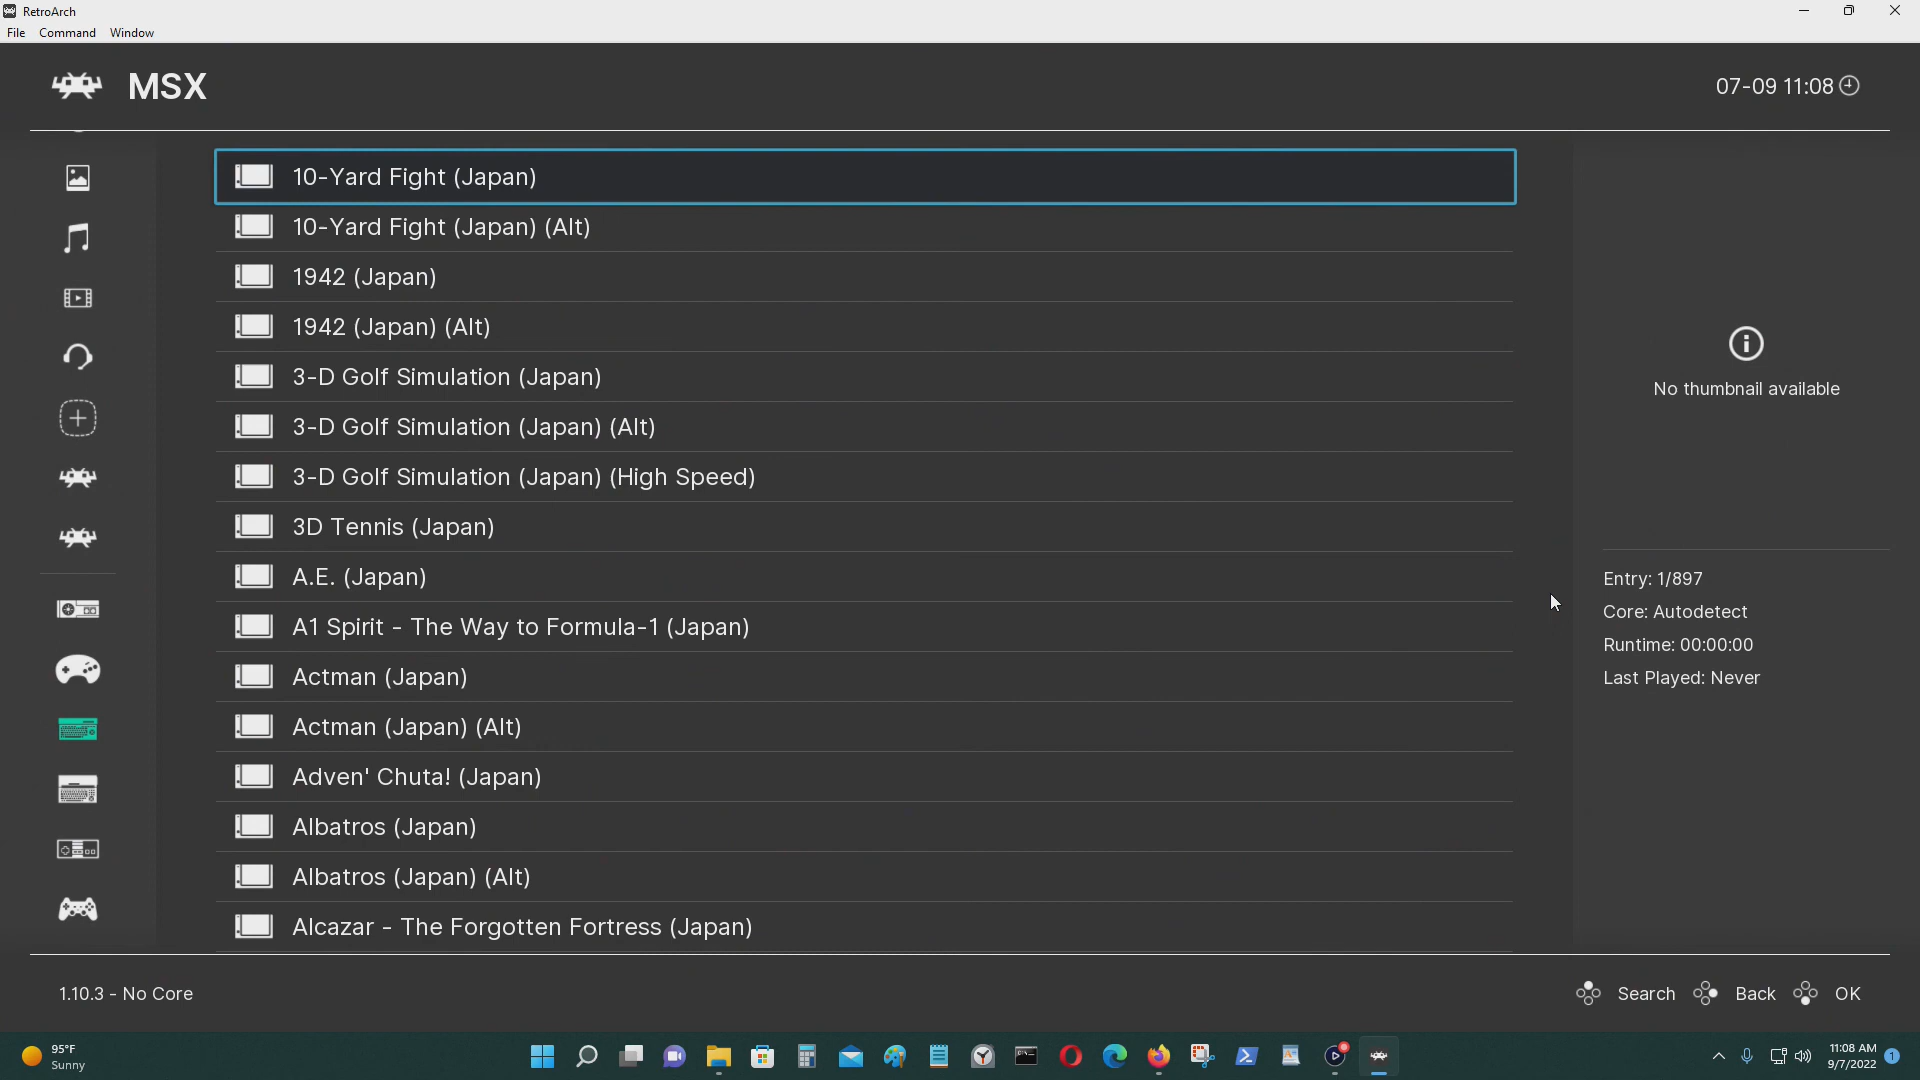 RetroArch
File Command Window
MSX
07-09 11:08
10-Yard Fight (Japan)
10-Yard Fight (Japan) (Alt)
1942 (Japan)
1942 (Japan) (Alt)
3-D Golf Simulation (Japan)
3-D Golf Simulation (Japan) (Alt)
3-D Golf Simulation (Japan) (High Speed)
3D Tennis (Japan)
A.E. (Japan)
A1 Spirit - The Way to Formula-1 (Japan)
Actman (Japan)
Actman (Japan) (Alt)
Adven' Chuta! (Japan)
Albatros (Japan)
Albatros (Japan) (Alt)
Alcazar - The Forgotten Fortress (Japan)
No thumbnail available
Entry: 1/897
Core: Autodetect
Runtime: 00:00:00
Last Played: Never
1.10.3 - No Core
Search Back OK
95°F
Sunny
11:08 AM
9/7/2022
1